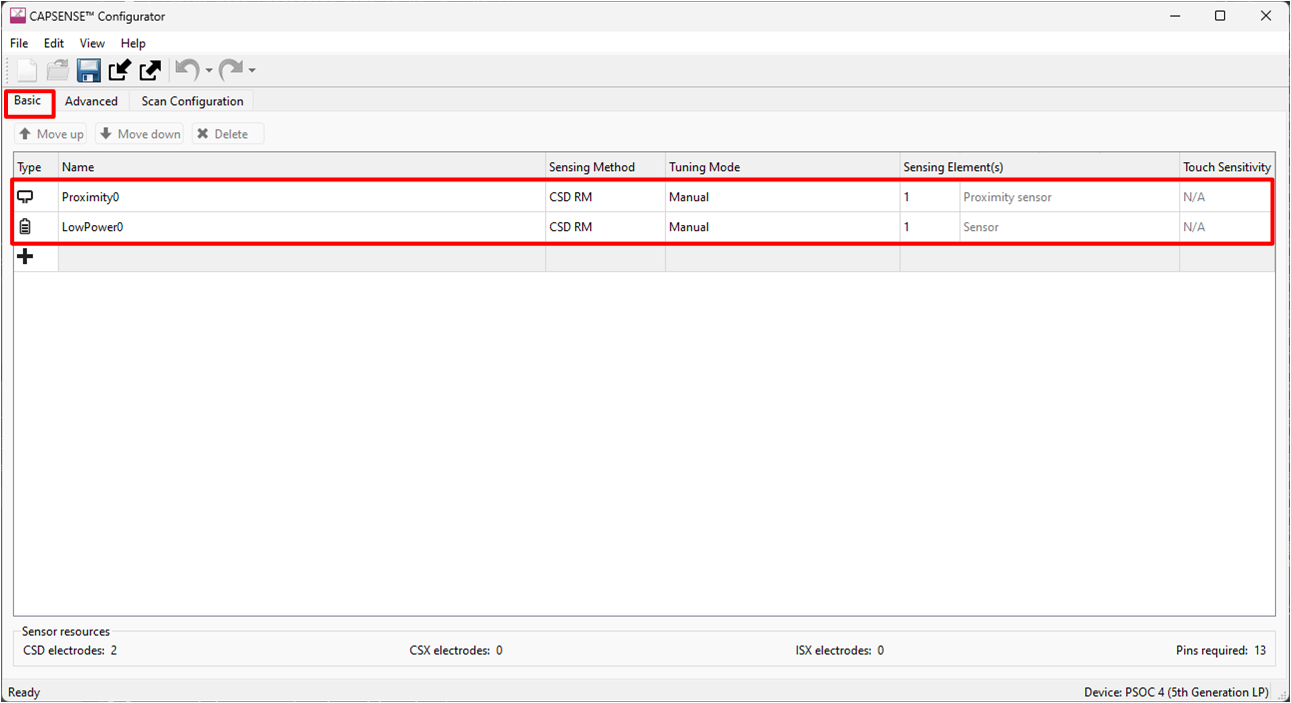 CAPSENSE™ Configurator
File Edit View Help
Basic Advanced Scan Configuration
Move up Move down Delete
Type Name Sensing Method Tuning Mode Sensing Element(s) Touch Sensitivity
Proximity0 CSD RM Manual 1 Proximity sensor N/A
LowPower0 CSD RM Manual 1 Sensor N/A
Sensor resources
CSD electrodes: 2 CSX electrodes: 0 ISX electrodes: 0 Pins required: 13
Ready Device: PSOC 4 (5th Generation LP)